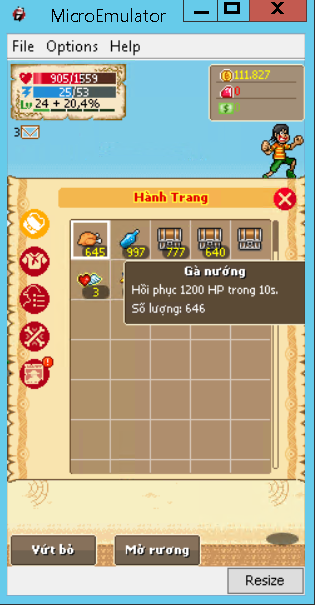 MicroEmulator
File Options Help
905/1559
25/53
Lv 24 + 20,4%
111.827
0
3
Hành Trang
645 997 777 640
3
Gà nướng
Hồi phục 1200 HP trong 10s.
Số lượng: 646
Vứt bỏ Mở rương
Resize